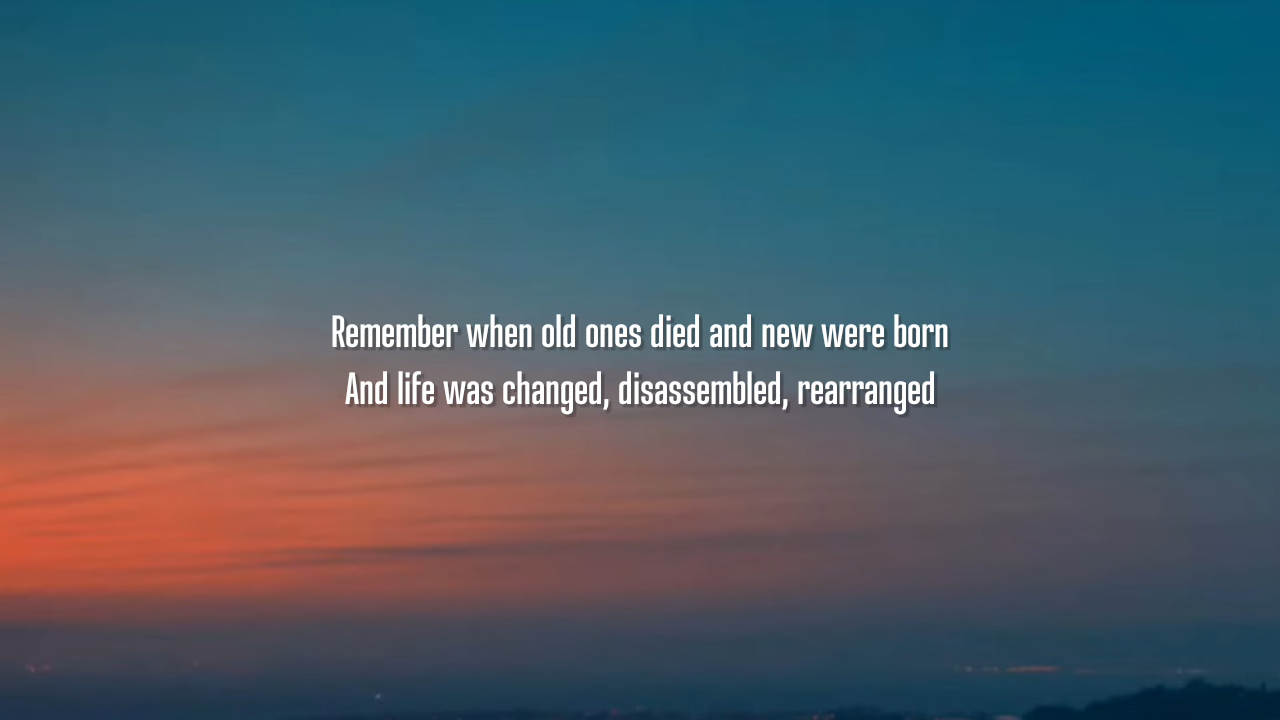 Remember when old ones died and new were born
And life was changed, disassembled, rearranged